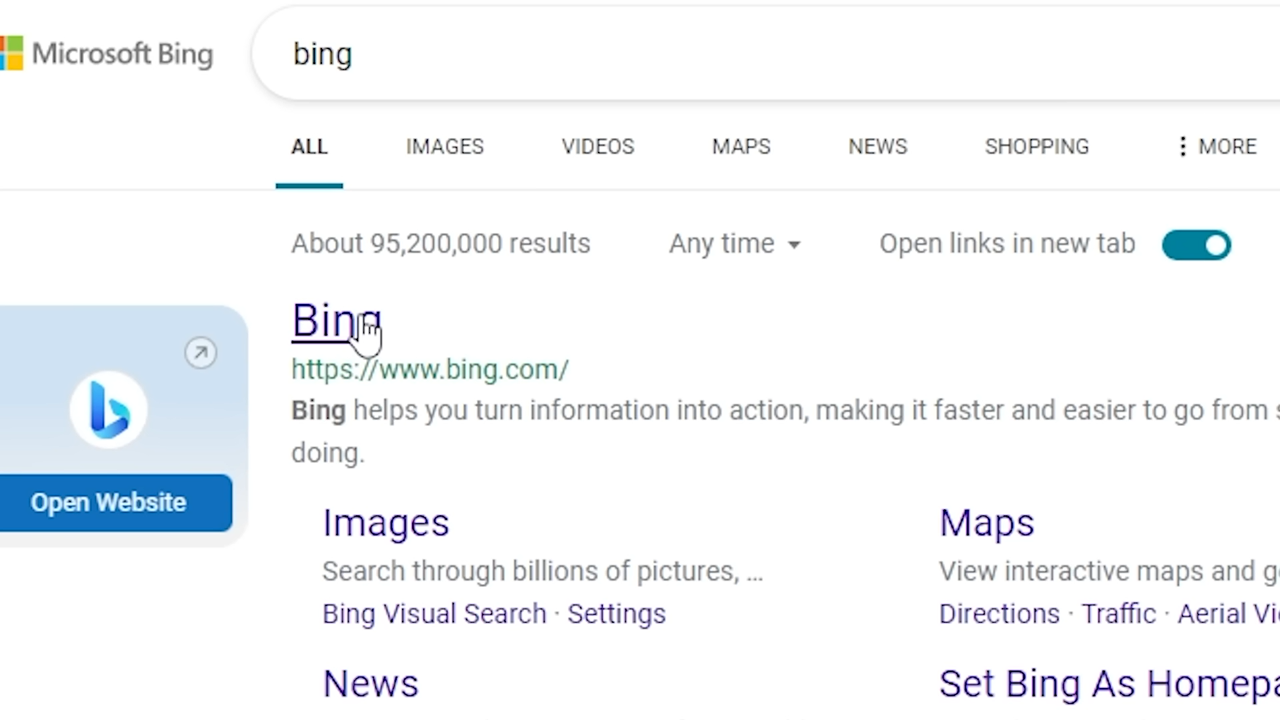 Microsoft Bing
bing
ALL IMAGES VIDEOS MAPS NEWS SHOPPING MORE
About 95,200,000 results Any time Open links in new tab
Bing
https://www.bing.com/
Bing helps you turn information into action, making it faster and easier to go from
doing.
Open Website
Images
Search through billions of pictures, ...
Bing Visual Search · Settings
Maps
View interactive maps and
Directions · Traffic · Aerial
News
Set Bing As